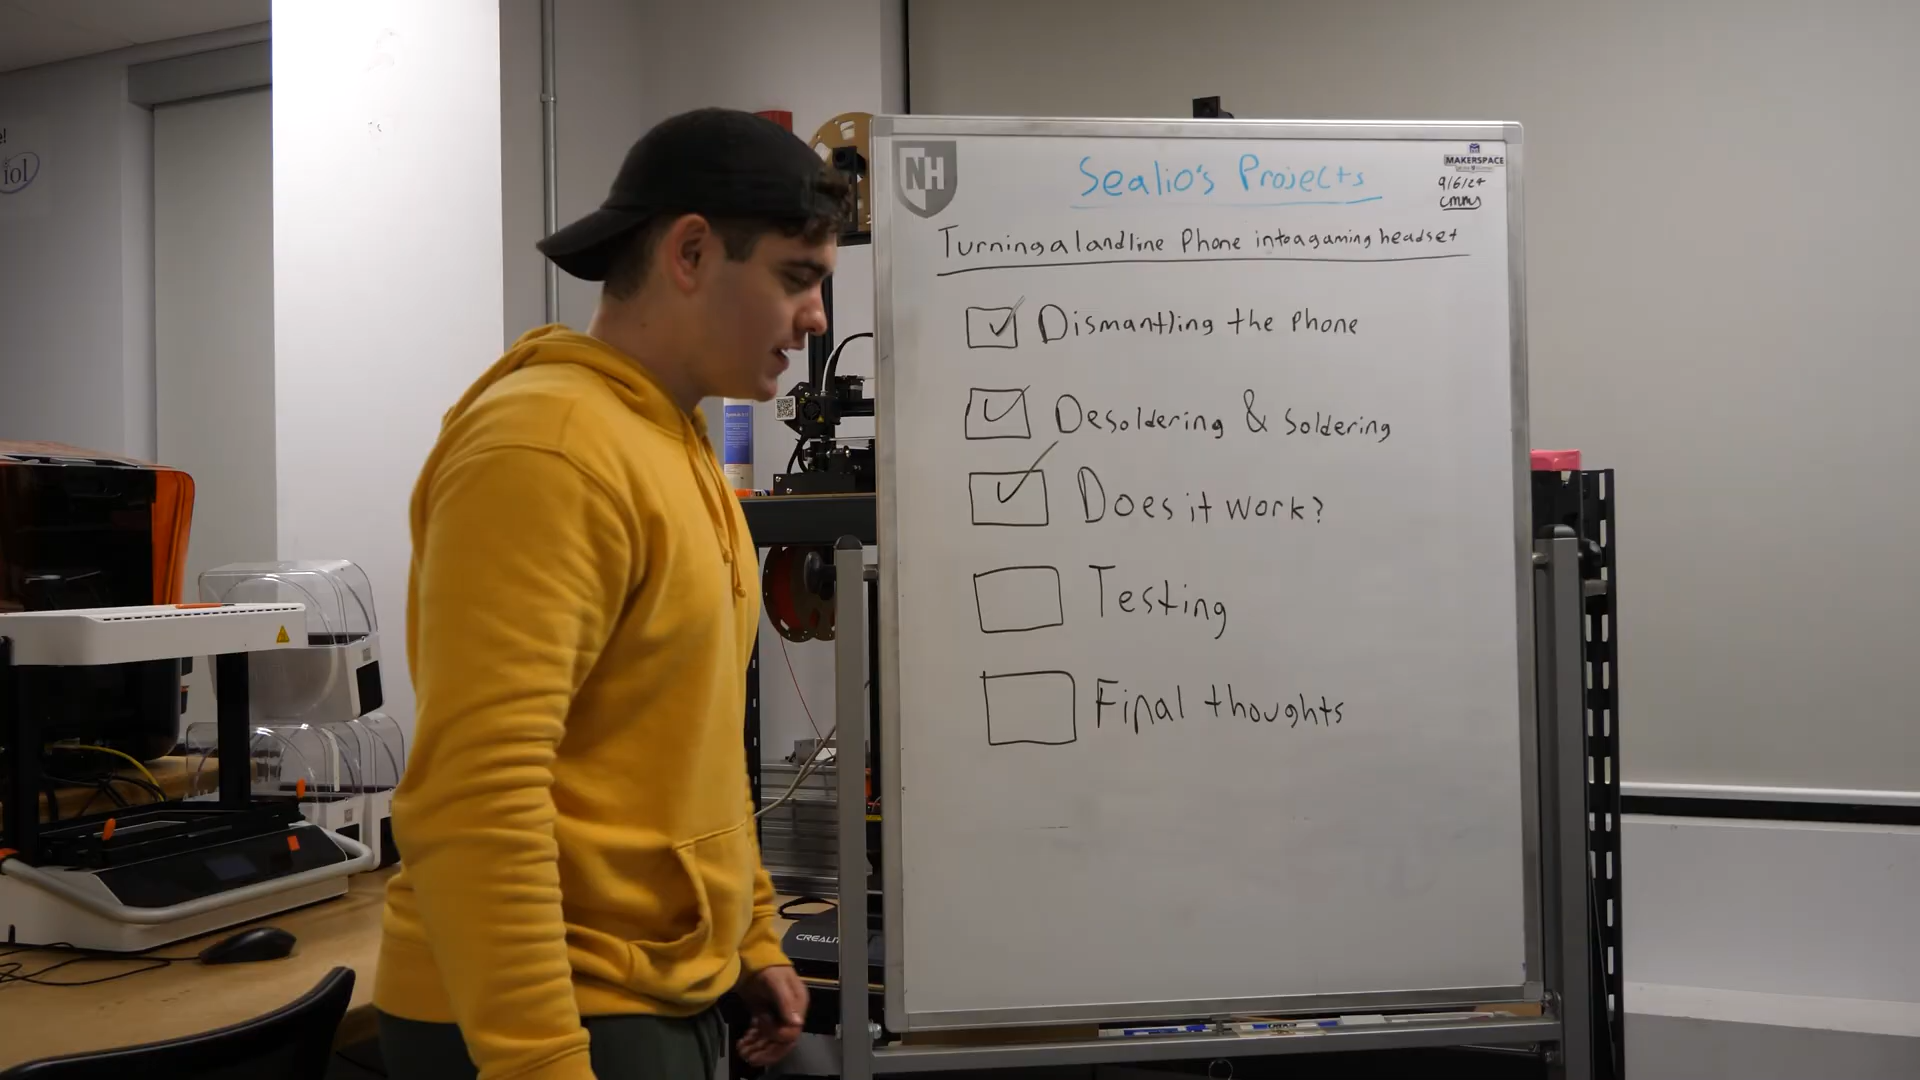 iol
NH
Sealio's Projects
MAKERSPACE
9/6/24
Turning a landline Phone into a gaming headset
Dismantling the Phone
Desoldering & Soldering
Does it work?
Testing
Final thoughts